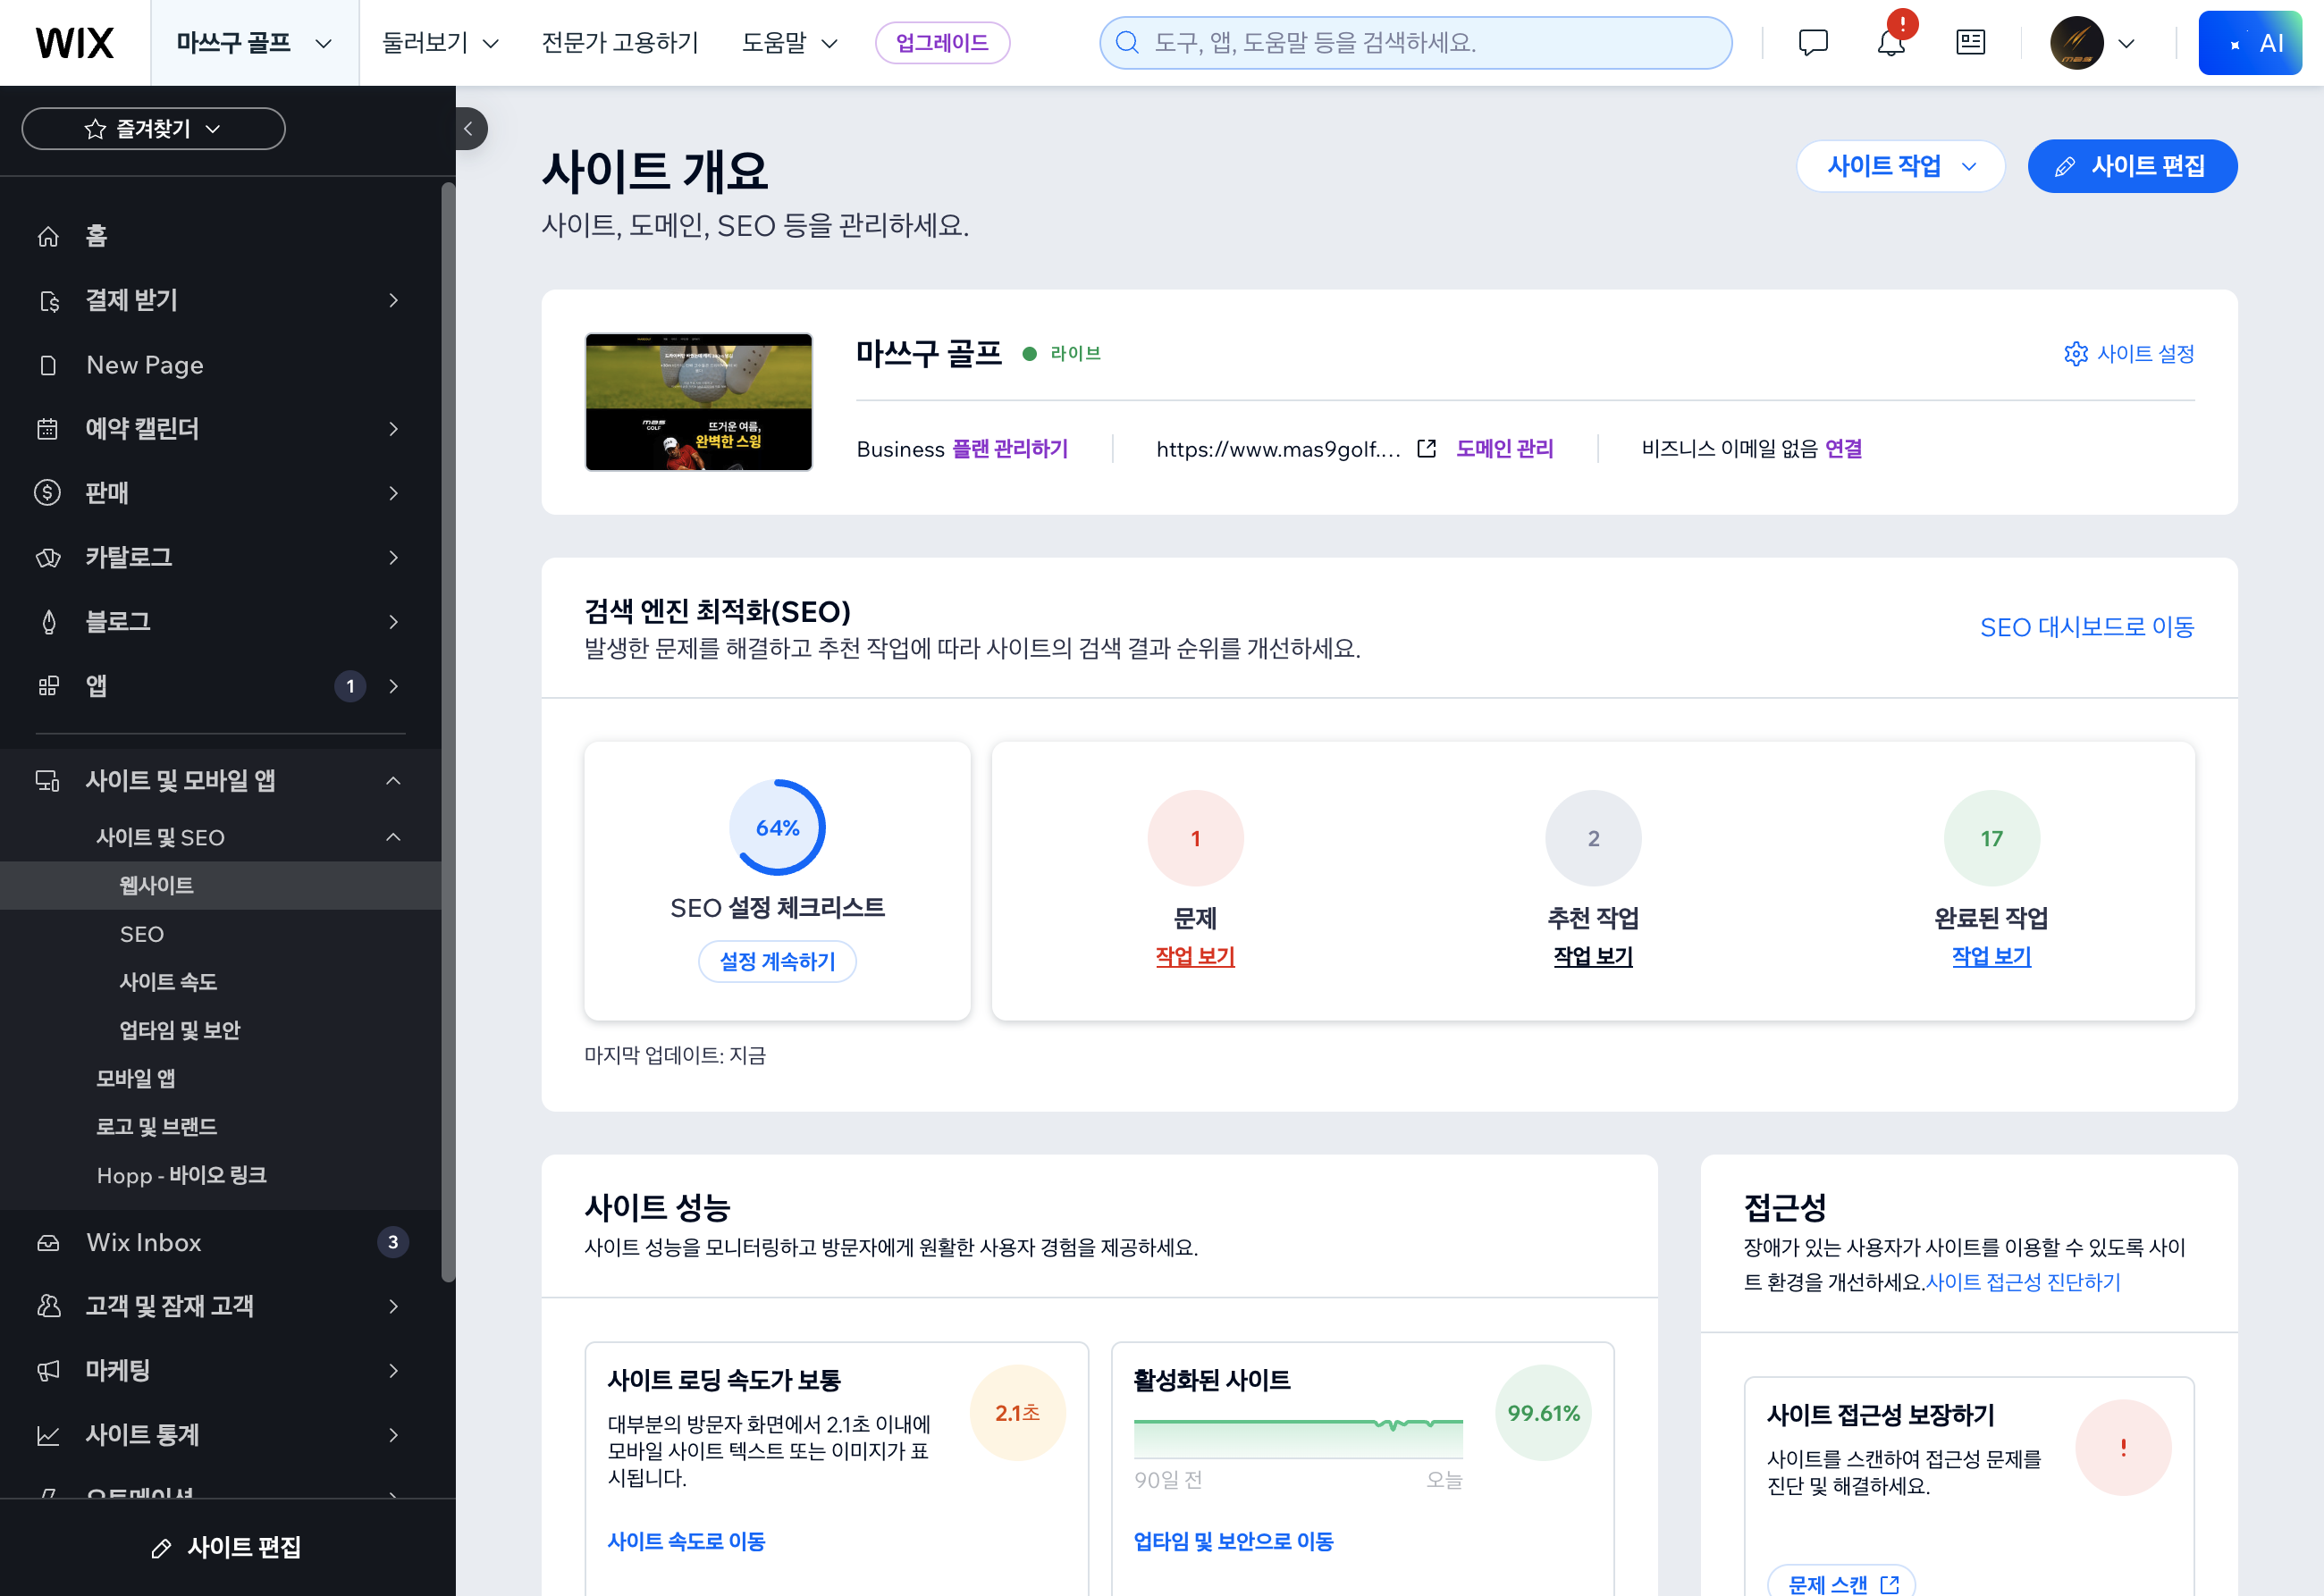 WIX
마쓰구 골프
둘러보기
전문가 고용하기
도움말
업그레이드
도구, 앱, 도움말 등을 검색하세요.
!
AI
즐겨찾기
홈
결제 받기
New Page
예약 캘린더
판매
카탈로그
블로그
앱
1
사이트 및 모바일 앱
사이트 및 SEO
웹사이트
SEO
사이트 속도
업타임 및 보안
모바일 앱
로고 및 브랜드
Hopp - 바이오 링크
Wix Inbox
3
고객 및 잠재 고객
마케팅
사이트 통계
오토메이션
사이트 편집
사이트 개요
사이트, 도메인, SEO 등을 관리하세요.
사이트 작업
사이트 편집
마쓰구 골프
라이브
사이트 설정
mas
GOLF
뜨거운 여름,
완벽한 스윙
Business 플랜 관리하기
https://www.mas9golf.... 도메인 관리
비즈니스 이메일 없음 연결
검색 엔진 최적화(SEO)
발생한 문제를 해결하고 추천 작업에 따라 사이트의 검색 결과 순위를 개선하세요.
SEO 대시보드로 이동
64%
SEO 설정 체크리스트
설정 계속하기
1
문제
작업 보기
2
추천 작업
작업 보기
17
완료된 작업
작업 보기
마지막 업데이트: 지금
사이트 성능
사이트 성능을 모니터링하고 방문자에게 원활한 사용자 경험을 제공하세요.
사이트 로딩 속도가 보통
대부분의 방문자 화면에서 2.1초 이내에
모바일 사이트 텍스트 또는 이미지가 표
시됩니다.
2.1초
사이트 속도로 이동
활성화된 사이트
99.61%
90일 전
오늘
업타임 및 보안으로 이동
접근성
장애가 있는 사용자가 사이트를 이용할 수 있도록 사이
트 환경을 개선하세요.사이트 접근성 진단하기
사이트 접근성 보장하기
사이트를 스캔하여 접근성 문제를
진단 및 해결하세요.
!
문제 스캔